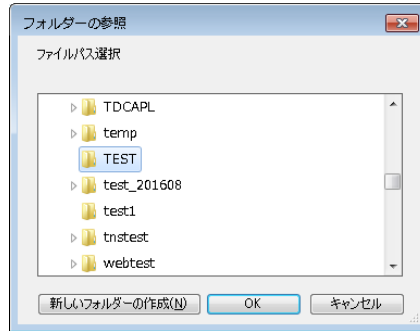 フォルダーの参照
ファイルパス選択
TDCAPL
temp
TEST
test_201608
test1
tnstest
webtest
新しいフォルダーの作成(N) OK キャンセル